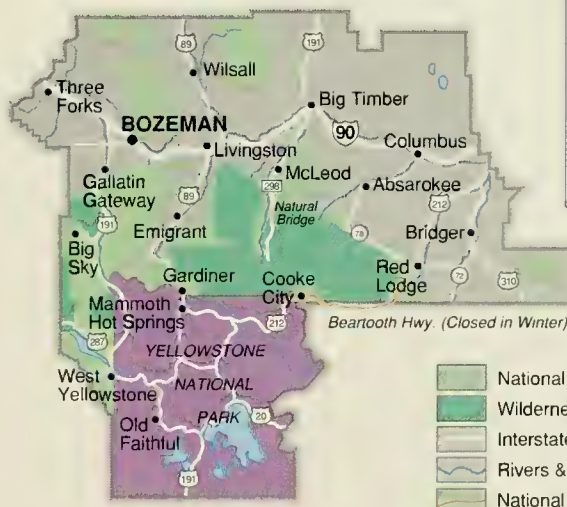 89
191
Wilsall
Three
Forks
Big Timber
BOZEMAN
90
Livingston
Columbus
McLeod
Gallatin
Gateway
298
Absarokee
89
Natural
Bridge
212
191
Emigrant
78
Bridger
Big
Sky
Gardiner
Cooke
City
Red
Lodge
72
310
Mammoth
Hot Springs
212
Beartooth Hwy. (Closed in Winter)
287
YELLOWSTONE
West
Yellowstone
NATIONAL
PARK
20
Old
Faithful
191
National
Wilderne
Interstate
Rivers &
National